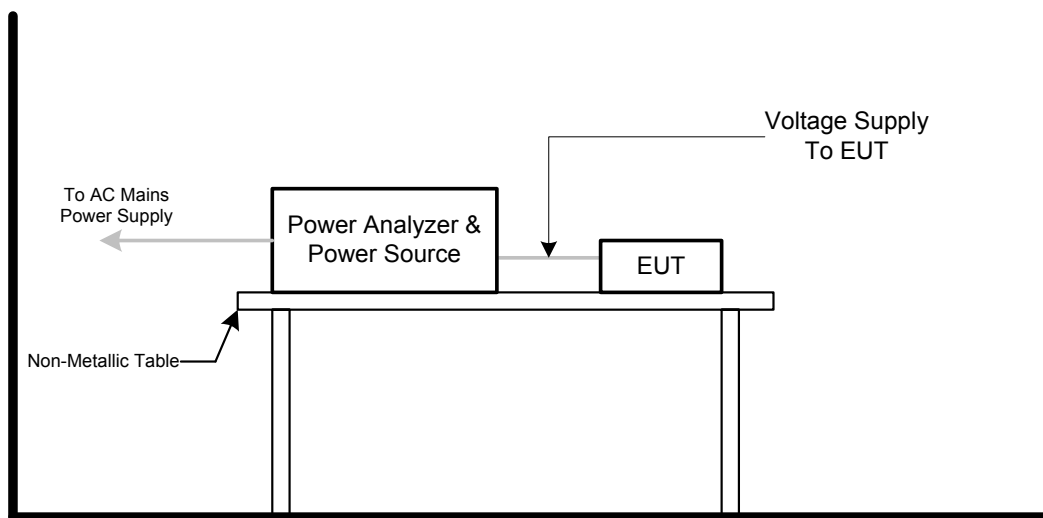 Voltage Supply
To EUT
To AC Mains
Power Supply
Power Analyzer &
Power Source
EUT
Non-Metallic Table